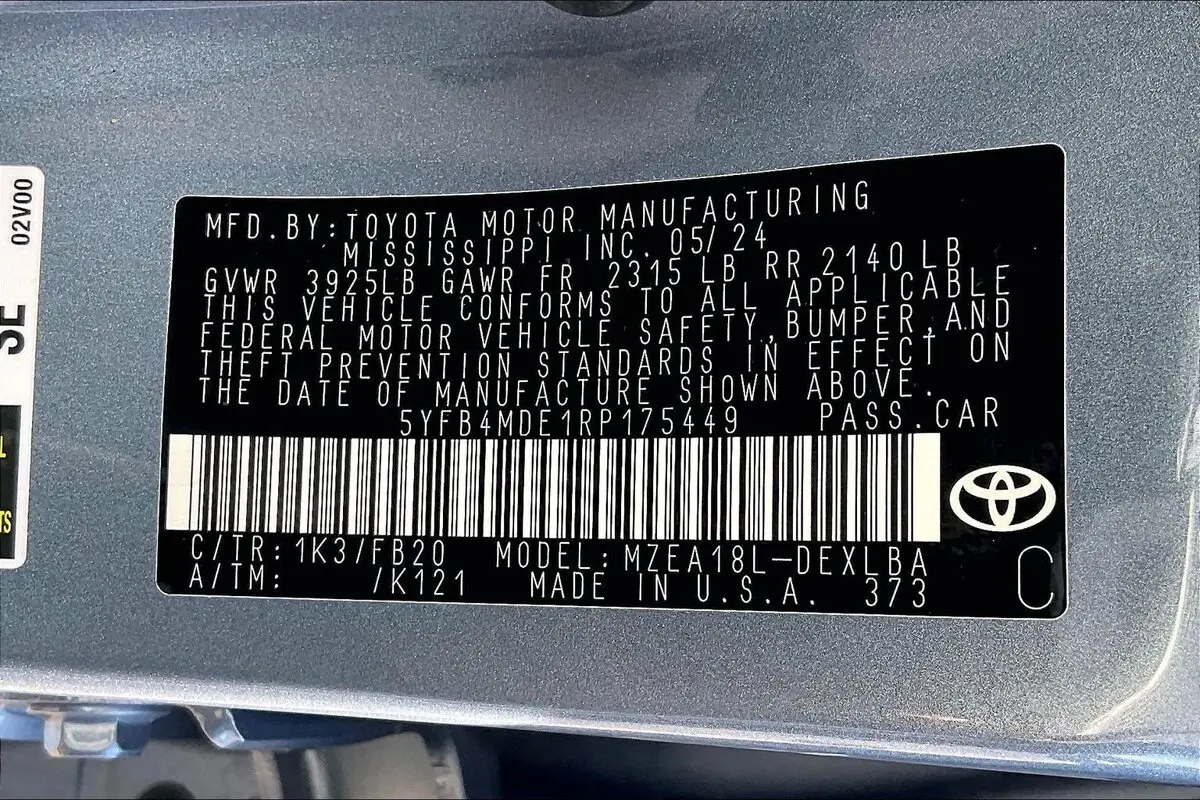 MFD.BY:TOYOTA MOTOR MANUFACTURING
MISSISSIPPI, INC. 05/24
GVWR 3925LB GAWR FR 2315 LB RR 2140 LB
THIS VEHICLE CONFORMS TO ALL APPLICABLE
FEDERAL MOTOR VEHICLE SAFETY,BUMPER,AND
THEFT PREVENTION STANDARDS IN EFFECT ON
THE DATE OF MANUFACTURE SHOWN ABOVE.
5YFB4MDE1RP175449 PASS.CAR
C/TR:1K3/FB20 MODEL:MZEA18L-DEXLBA
A/TM: /K121 MADE IN U.S.A. 373
C
02V00